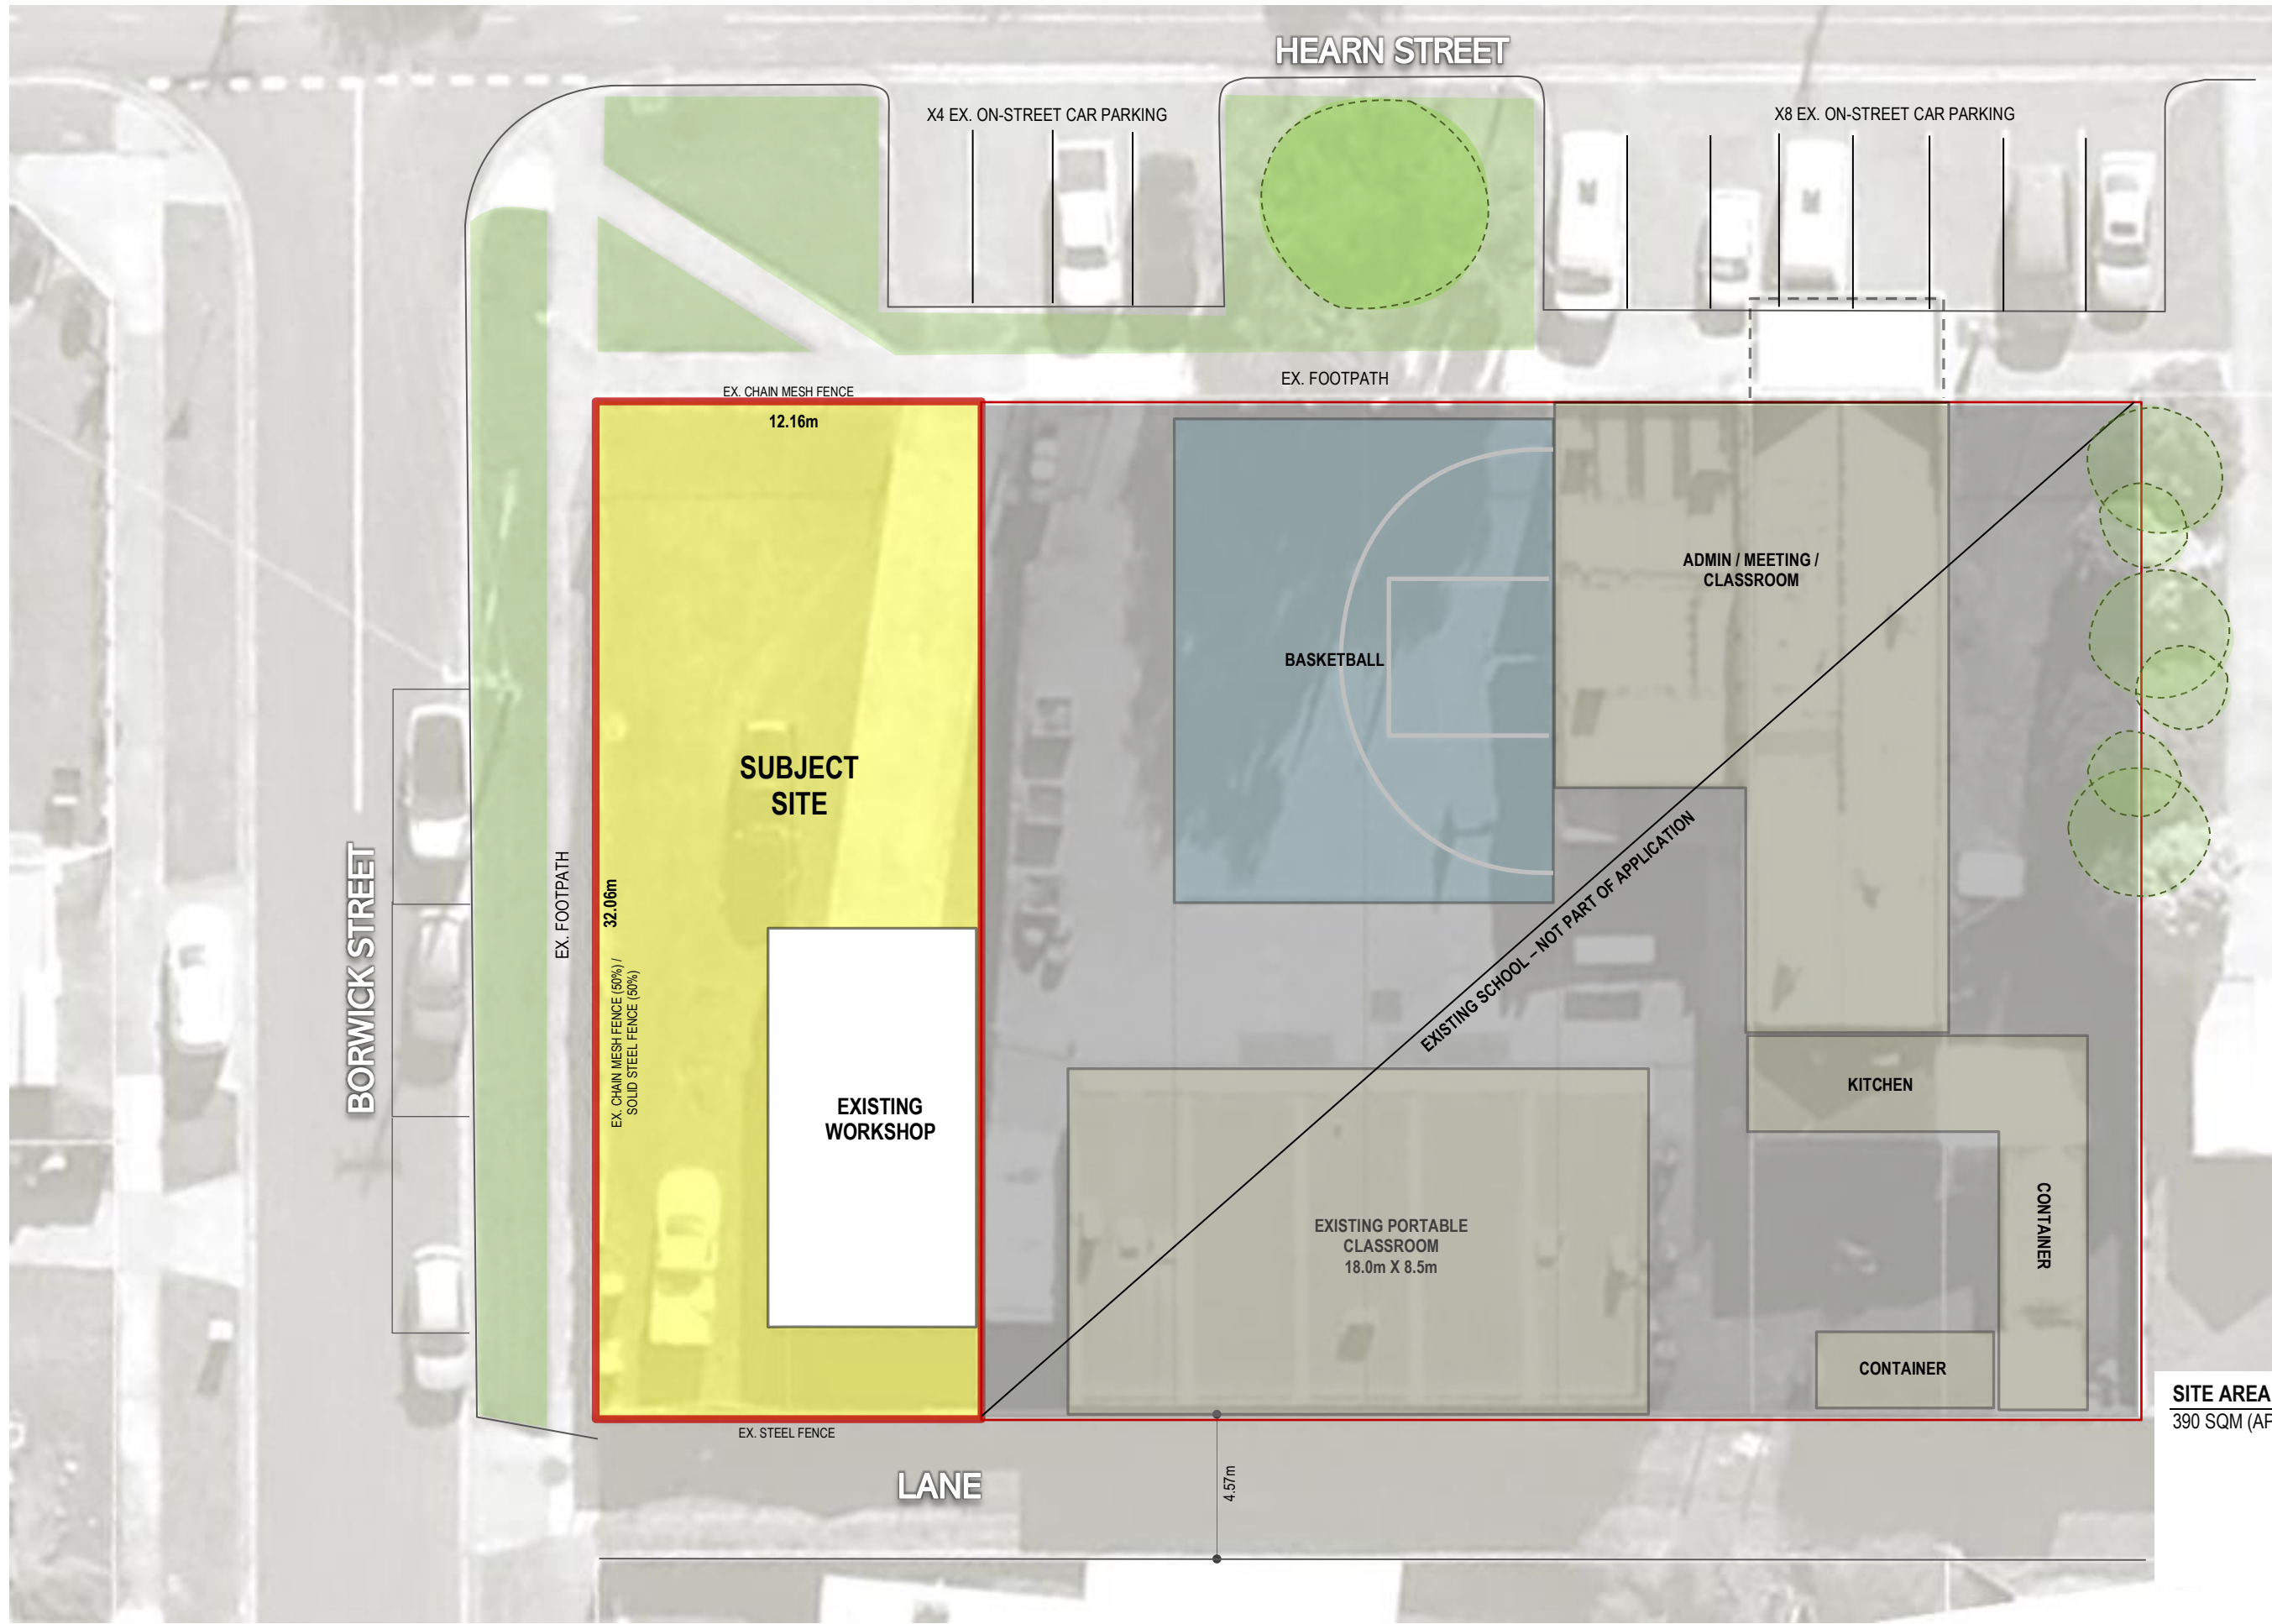 HEARN STREET
X4 EX. ON-STREET CAR PARKING
X8 EX. ON-STREET CAR PARKING
EX. CHAIN MESH FENCE
12.16m
EX. FOOTPATH
ADMIN / MEETING /
CLASSROOM
BASKETBALL
SUBJECT
SITE
BORWICK STREET
EX. FOOTPATH
32.06m
EX. CHAIN MESH FENCE (50%) /
SOLID STEEL FENCE (50%)
EXISTING SCHOOL – NOT PART OF APPLICATION
EXISTING
WORKSHOP
KITCHEN
CONTAINER
EXISTING PORTABLE
CLASSROOM
18.0m X 8.5m
CONTAINER
SITE AREA
390 SQM (AP
EX. STEEL FENCE
LANE
4.57m